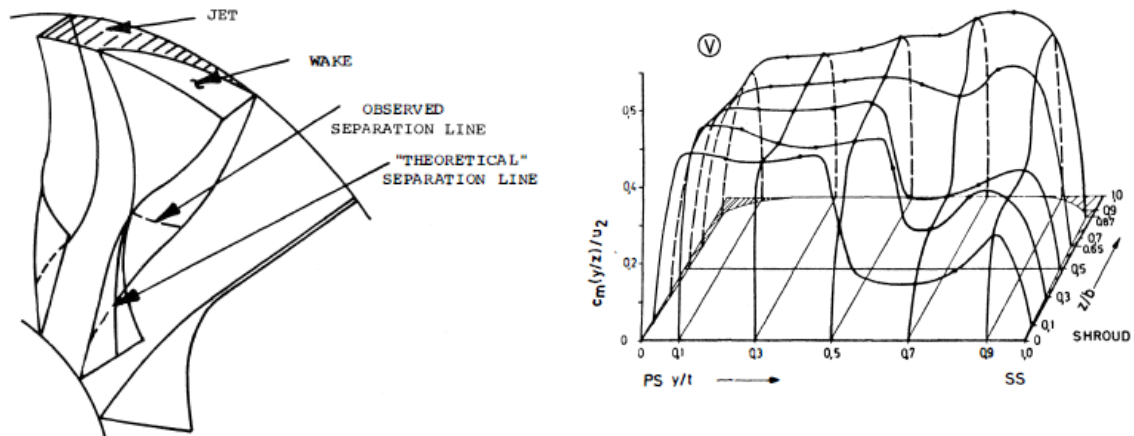 JET
WAKE
OBSERVED
SEPARATION LINE
"THEORETICAL"
SEPARATION LINE
V
cm(y/z)/u2
0,5
0,4
0,2
0
0 0,1 0,3 0,5 0,7 0,9 1,0
PS y/t SS
1,0
0,9
0,87
0,7
0,65
0,5
0,3
0,1
0
z/b
SHROUD